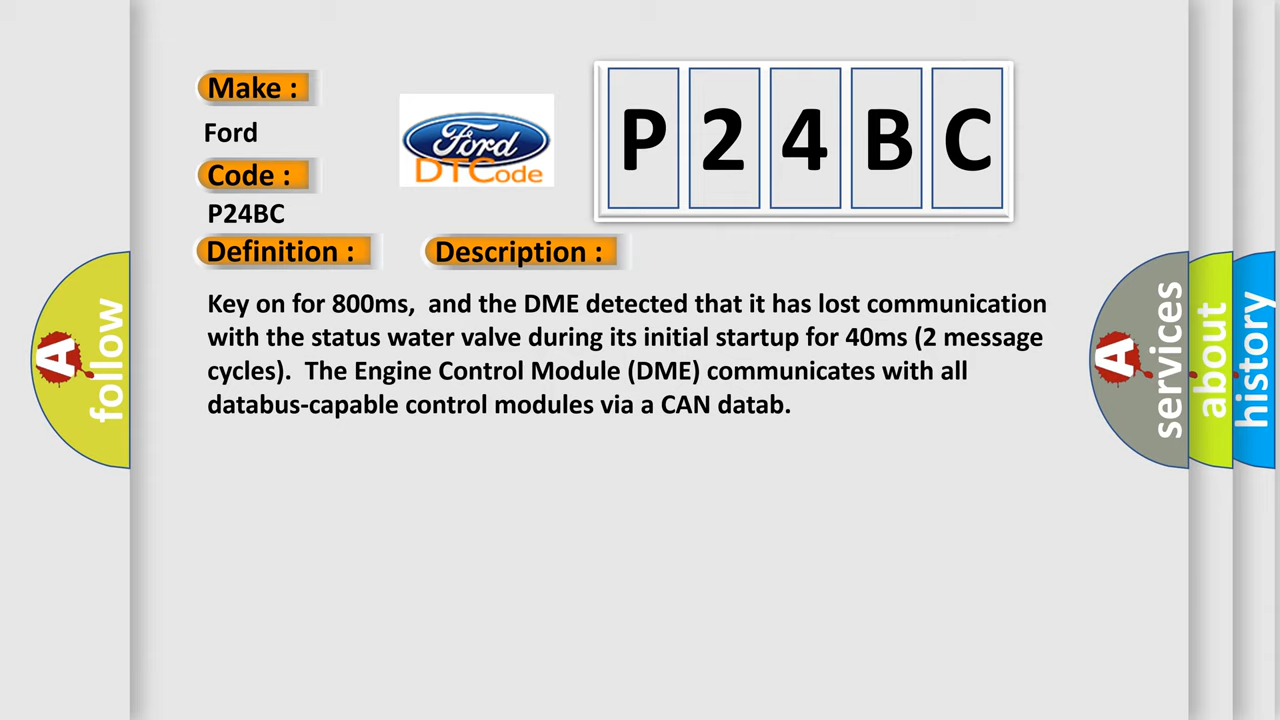 Make :
Ford
Code :
P24BC
Ford
DTCode
P 2 4 B C
Definition :
Description :
Key on for 800ms,  and the DME detected that it has lost communication
with the status water valve during its initial startup for 40ms (2 message
cycles).  The Engine Control Module (DME) communicates with all
databus-capable control modules via a CAN datab.
A
follow
A
services
about
history